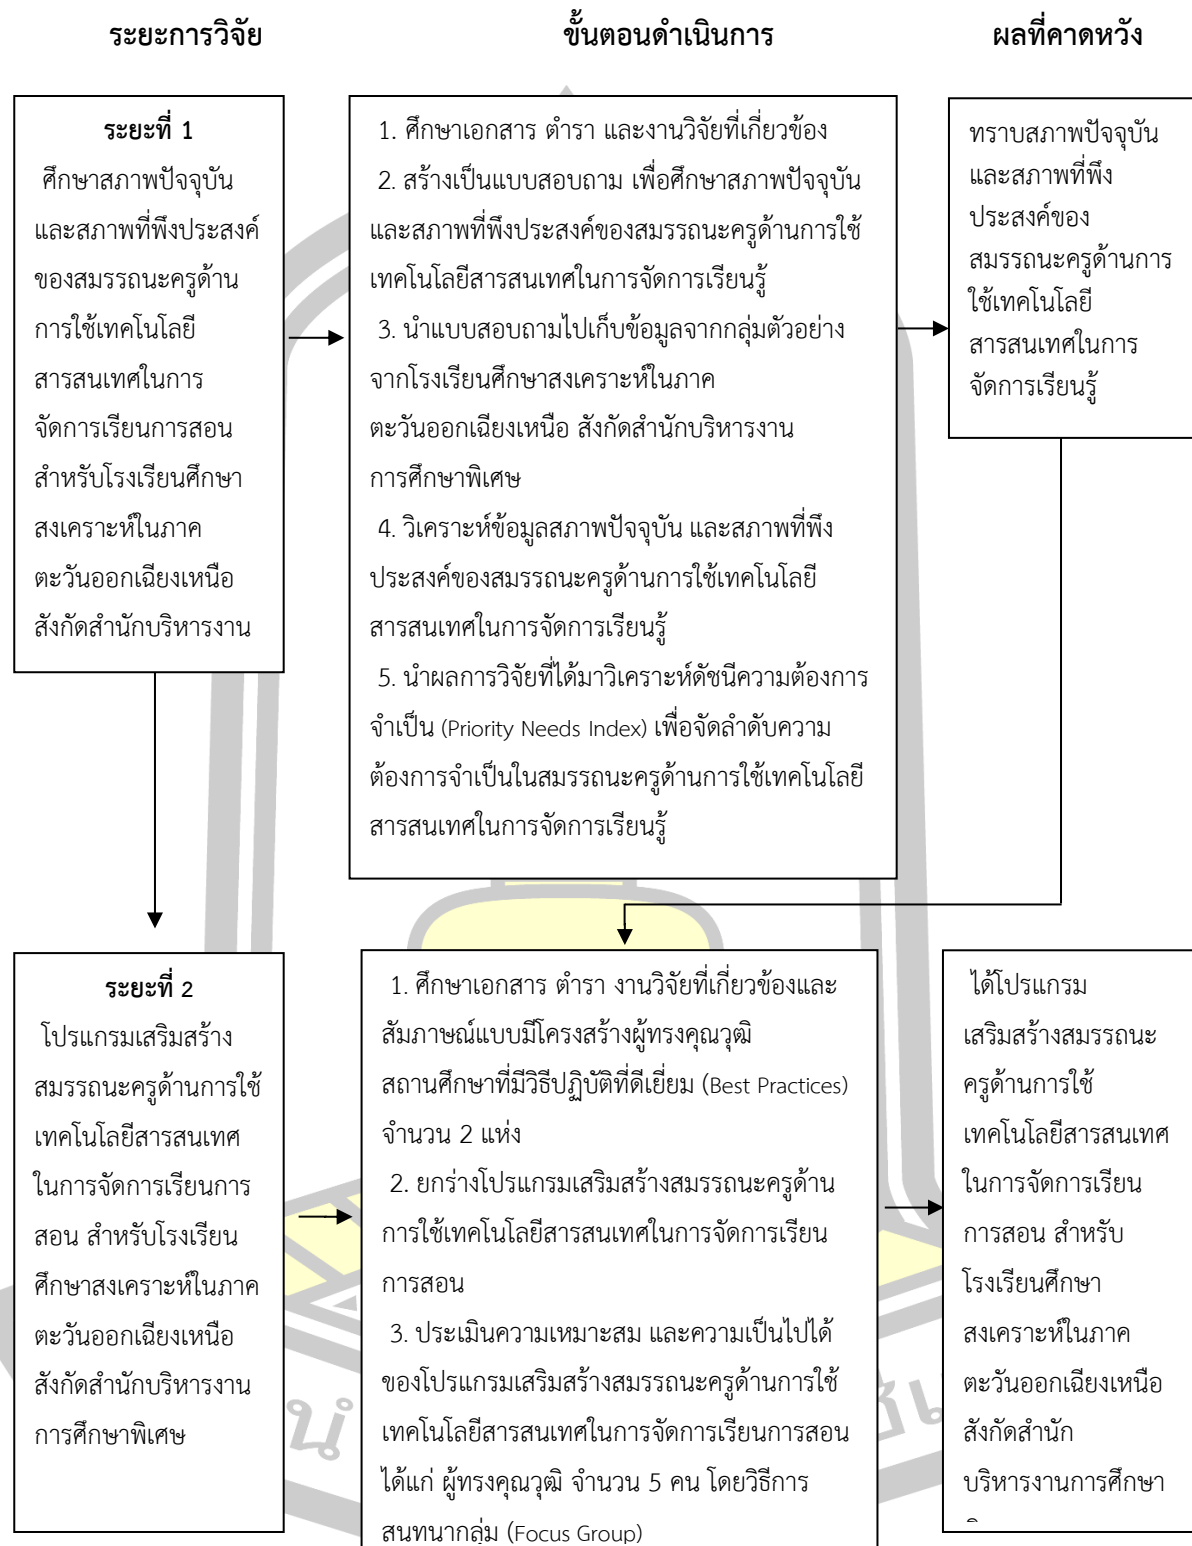 ระยะการวิจัย
ขั้นตอนดำเนินการ
ผลที่คาดหวัง
ระยะที่ 1
ศึกษาสภาพปัจจุบัน
และสภาพที่พึงประสงค์
ของสมรรถนะครูด้าน
การใช้เทคโนโลยี
สารสนเทศในการ
จัดการเรียนการสอน
สำหรับโรงเรียนศึกษา
สงเคราะห์ในภาค
ตะวันออกเฉียงเหนือ
สังกัดสำนักบริหารงาน
1. ศึกษาเอกสาร ตำรา และงานวิจัยที่เกี่ยวข้อง
2. สร้างเป็นแบบสอบถาม เพื่อศึกษาสภาพปัจจุบัน
และสภาพที่พึงประสงค์ของสมรรถนะครูด้านการใช้
เทคโนโลยีสารสนเทศในการจัดการเรียนรู้
3. นำแบบสอบถามไปเก็บข้อมูลจากกลุ่มตัวอย่าง
จากโรงเรียนศึกษาสงเคราะห์ในภาค
ตะวันออกเฉียงเหนือ สังกัดสำนักบริหารงาน
การศึกษาพิเศษ
4. วิเคราะห์ข้อมูลสภาพปัจจุบัน และสภาพที่พึง
ประสงค์ของสมรรถนะครูด้านการใช้เทคโนโลยี
สารสนเทศในการจัดการเรียนรู้
5. นำผลการวิจัยที่ได้มาวิเคราะห์ดัชนีความต้องการ
จำเป็น (Priority Needs Index) เพื่อจัดลำดับความ
ต้องการจำเป็นในสมรรถนะครูด้านการใช้เทคโนโลยี
สารสนเทศในการจัดการเรียนรู้
ทราบสภาพปัจจุบัน
และสภาพที่พึง
ประสงค์ของ
สมรรถนะครูด้านการ
ใช้เทคโนโลยี
สารสนเทศในการ
จัดการเรียนรู้
ระยะที่ 2
โปรแกรมเสริมสร้าง
สมรรถนะครูด้านการใช้
เทคโนโลยีสารสนเทศ
ในการจัดการเรียนการ
สอน สำหรับโรงเรียน
ศึกษาสงเคราะห์ในภาค
ตะวันออกเฉียงเหนือ
สังกัดสำนักบริหารงาน
การศึกษาพิเศษ
1. ศึกษาเอกสาร ตำรา งานวิจัยที่เกี่ยวข้องและ
สัมภาษณ์แบบมีโครงสร้างผู้ทรงคุณวุฒิ
สถานศึกษาที่มีวิธีปฏิบัติที่ดีเยี่ยม (Best Practices)
จำนวน 2 แห่ง
2. ยกร่างโปรแกรมเสริมสร้างสมรรถนะครูด้าน
การใช้เทคโนโลยีสารสนเทศในการจัดการเรียน
การสอน
3. ประเมินความเหมาะสม และความเป็นไปได้
ของโปรแกรมเสริมสร้างสมรรถนะครูด้านการใช้
เทคโนโลยีสารสนเทศในการจัดการเรียนการสอน
ได้แก่ ผู้ทรงคุณวุฒิ จำนวน 5 คน โดยวิธีการ
สนทนากลุ่ม (Focus Group)
ได้โปรแกรม
เสริมสร้างสมรรถนะ
ครูด้านการใช้
เทคโนโลยีสารสนเทศ
ในการจัดการเรียน
การสอน สำหรับ
โรงเรียนศึกษา
สงเคราะห์ในภาค
ตะวันออกเฉียงเหนือ
สังกัดสำนัก
บริหารงานการศึกษา